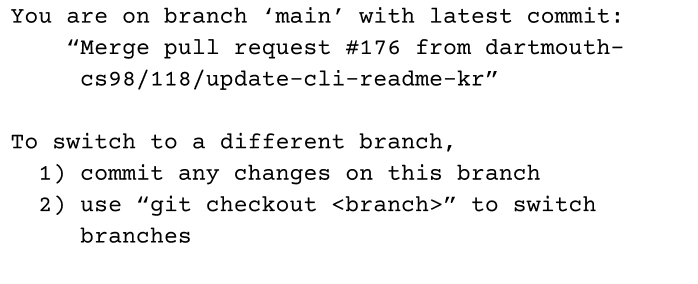 You are on branch ‘main’ with latest commit:
“Merge pull request #176 from dartmouth-
cs98/118/update-cli-readme-kr”
To switch to a different branch,
1) commit any changes on this branch
2) use “git checkout <branch>” to switch
branches